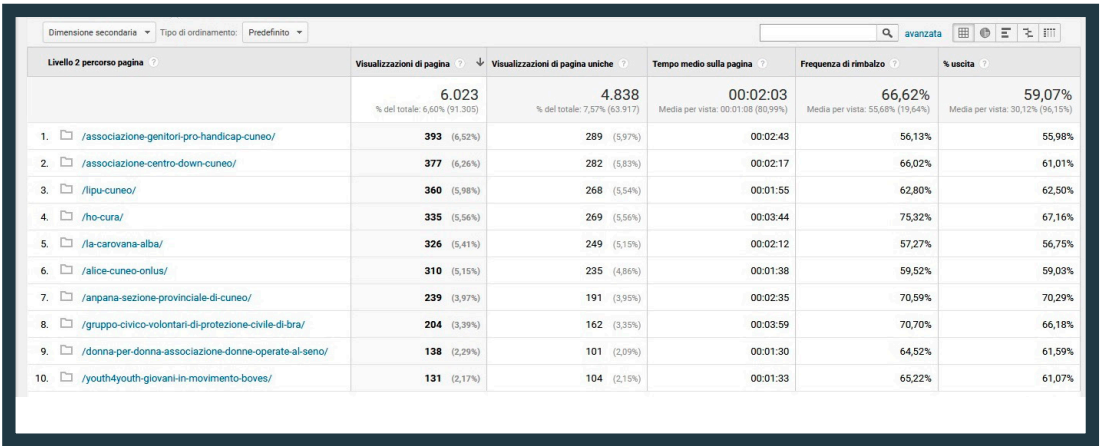 Dimensione secondaria Tipo di ordinamento: Predefinito avanzata
Livello 2 percorso pagina ? Visualizzazioni di pagina ? Visualizzazioni di pagina uniche ? Tempo medio sulla pagina ? Frequenza di rimbalzo ? % uscita ?
6.023 4.838 00:02:03 66,62% 59,07%
% del totale: 6,60% (91.305) % del totale: 7,57% (63.917) Media per vista: 00:01:08 (80,99%) Media per vista: 55,68% (19,64%) Media per vista: 30,12% (96,15%)
1. /associazione-genitori-pro-handicap-cuneo/ 393 (6,52%) 289 (5,97%) 00:02:43 56,13% 55,98%
2. /associazione-centro-down-cuneo/ 377 (6,26%) 282 (5,83%) 00:02:17 66,02% 61,01%
3. /lipu-cuneo/ 360 (5,98%) 268 (5,54%) 00:01:55 62,80% 62,50%
4. /ho-cura/ 335 (5,56%) 269 (5,56%) 00:03:44 75,32% 67,16%
5. /la-carovana-alba/ 326 (5,41%) 249 (5,15%) 00:02:12 57,27% 56,75%
6. /alice-cuneo-onlus/ 310 (5,15%) 235 (4,86%) 00:01:38 59,52% 59,03%
7. /anpana-sezione-provinciale-di-cuneo/ 239 (3,97%) 191 (3,95%) 00:02:35 70,59% 70,29%
8. /gruppo-civico-volontari-di-protezione-civile-di-bra/ 204 (3,39%) 162 (3,35%) 00:03:59 70,70% 66,18%
9. /donna-per-donna-associazione-donne-operate-al-seno/ 138 (2,29%) 101 (2,09%) 00:01:30 64,52% 61,59%
10. /youth4youth-giovani-in-movimento-boves/ 131 (2,17%) 104 (2,15%) 00:01:33 65,22% 61,07%